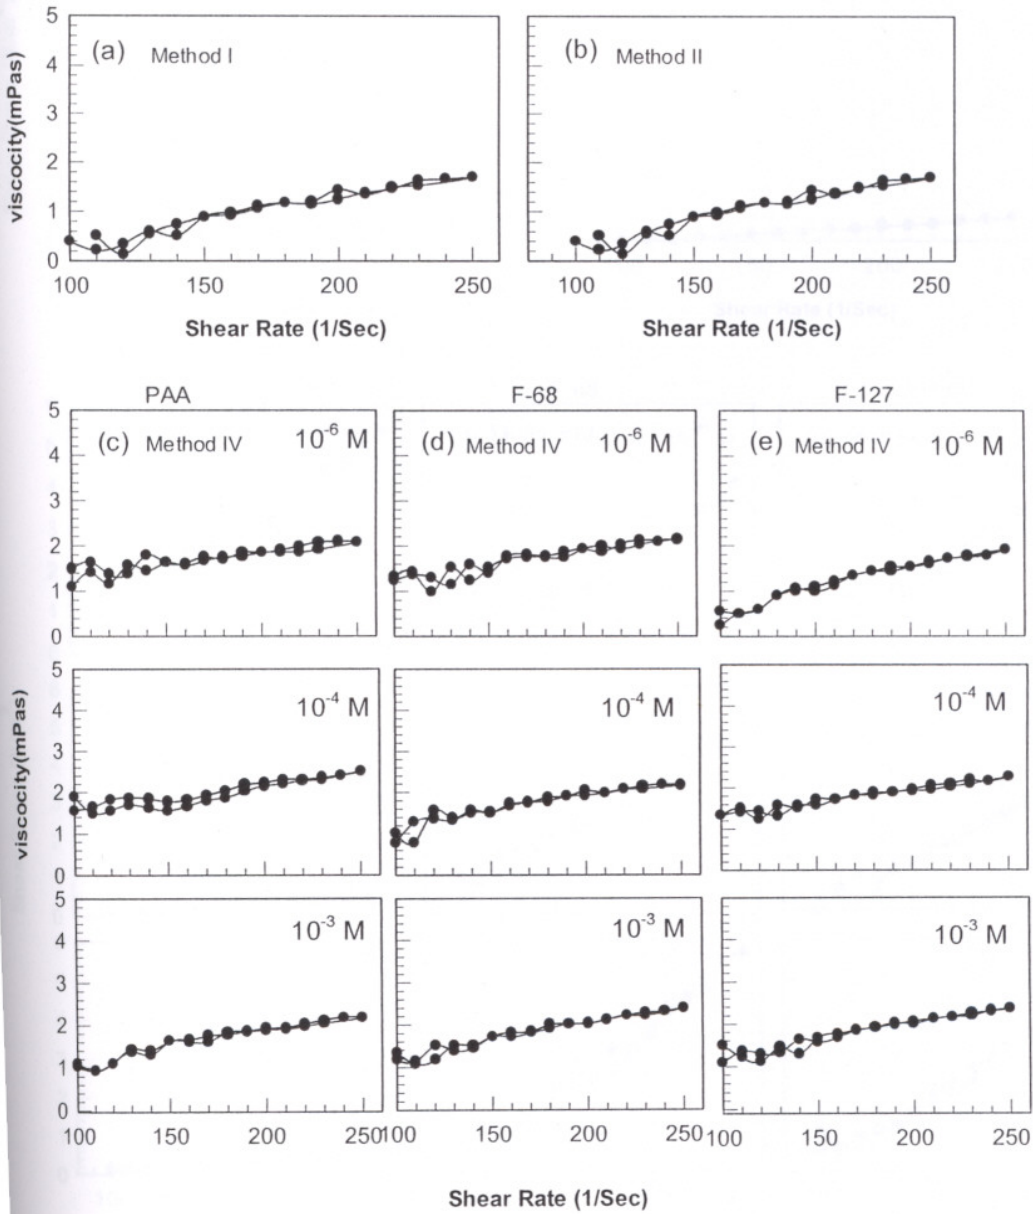 (a) Method I
(b) Method II
viscocity(mPas)
5
4
3
2
1
0
100 150 200 250
100 150 200 250
Shear Rate (1/Sec)
Shear Rate (1/Sec)
PAA
F-68
F-127
(c) Method IV 10⁻⁶ M
(d) Method IV 10⁻⁶ M
(e) Method IV 10⁻⁶ M
5
4
3
2
1
0
viscocity(mPas)
10⁻⁴ M
10⁻⁴ M
10⁻⁴ M
5
4
3
2
1
0
10⁻³ M
10⁻³ M
10⁻³ M
5
4
3
2
1
0
100 150 200 250
100 150 200 250
100 150 200 250
Shear Rate (1/Sec)